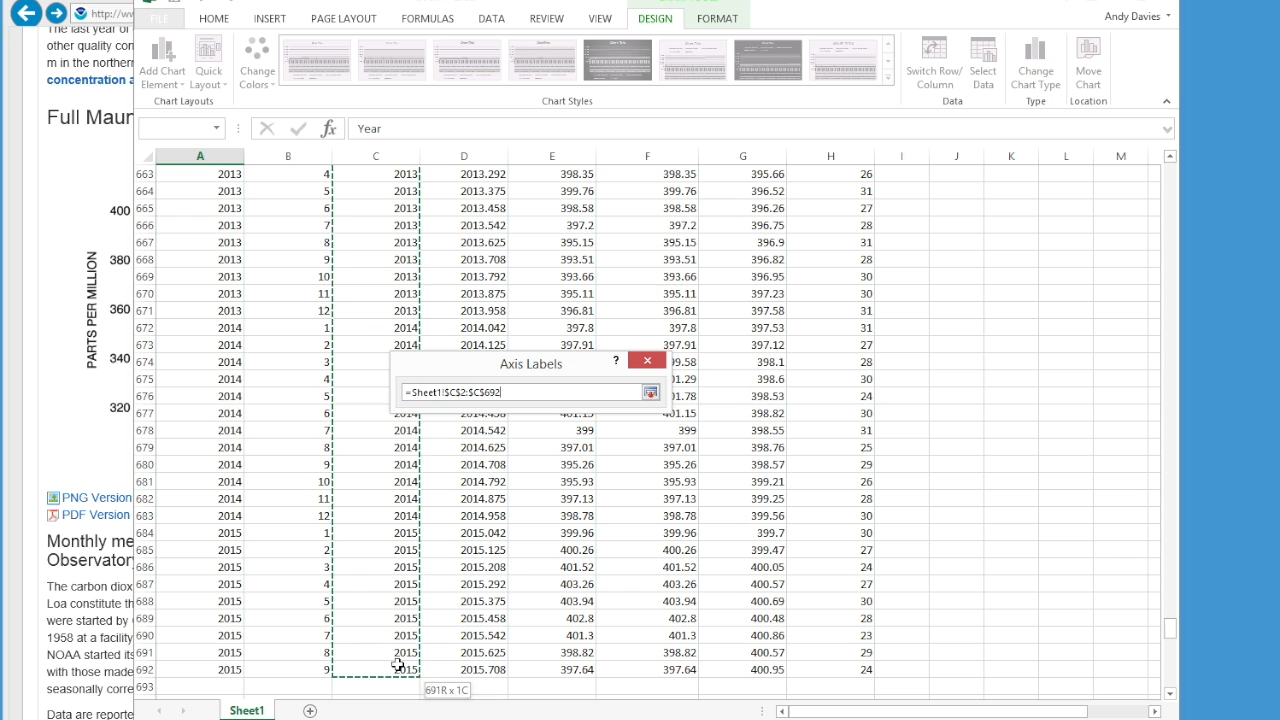 http://ww
The last year of
other quality con
m in the northern
concentration a
Full Maun
400
380
360
340
320
PARTS PER MILLION
PNG Version
PDF Version
Monthly me
Observator
The carbon diox
Loa constitute th
were started by
1958 at a facility
NOAA started its
with those made
seasonally corre
Data are reporte
FILE HOME INSERT PAGE LAYOUT FORMULAS DATA REVIEW VIEW DESIGN FORMAT Andy Davies
Add Chart Element
Quick Layout
Change Colors
Switch Row/ Column
Select Data
Change Chart Type
Move Chart
Chart Layouts Chart Styles Data Type Location
fx Year
A B C D E F G H I J K L M
663 2013 4 2013 2013.292 398.35 398.35 395.66 26
664 2013 5 2013 2013.375 399.76 399.76 396.52 31
665 2013 6 2013 2013.458 398.58 398.58 396.26 27
666 2013 7 2013 2013.542 397.2 397.2 396.75 28
667 2013 8 2013 2013.625 395.15 395.15 396.9 31
668 2013 9 2013 2013.708 393.51 393.51 396.82 28
669 2013 10 2013 2013.792 393.66 393.66 396.95 30
670 2013 11 2013 2013.875 395.11 395.11 397.23 30
671 2013 12 2013 2013.958 396.81 396.81 397.58 31
672 2014 1 2014 2014.042 397.8 397.8 397.53 31
673 2014 2 2014 2014.125 397.91 397.91 397.12 27
674 2014 3 99.58 398.1 28
675 2014 4 01.29 398.6 30
676 2014 5 01.78 398.53 24
677 2014 6 2014 2014.458 401.15 401.15 398.82 30
678 2014 7 2014 2014.542 399 399 398.55 31
679 2014 8 2014 2014.625 397.01 397.01 398.76 25
680 2014 9 2014 2014.708 395.26 395.26 398.57 29
681 2014 10 2014 2014.792 395.93 395.93 399.21 26
682 2014 11 2014 2014.875 397.13 397.13 399.25 28
683 2014 12 2014 2014.958 398.78 398.78 399.56 30
684 2015 1 2015 2015.042 399.96 399.96 399.7 30
685 2015 2 2015 2015.125 400.26 400.26 399.47 27
686 2015 3 2015 2015.208 401.52 401.52 400.05 24
687 2015 4 2015 2015.292 403.26 403.26 400.57 27
688 2015 5 2015 2015.375 403.94 403.94 400.69 30
689 2015 6 2015 2015.458 402.8 402.8 400.48 28
690 2015 7 2015 2015.542 401.3 401.3 400.86 23
691 2015 8 2015 2015.625 398.82 398.82 400.57 29
692 2015 9 2015 2015.708 397.64 397.64 400.95 24
693
Axis Labels ?
=Sheet1!$C$2:$C$692
691R x 1C
Sheet1